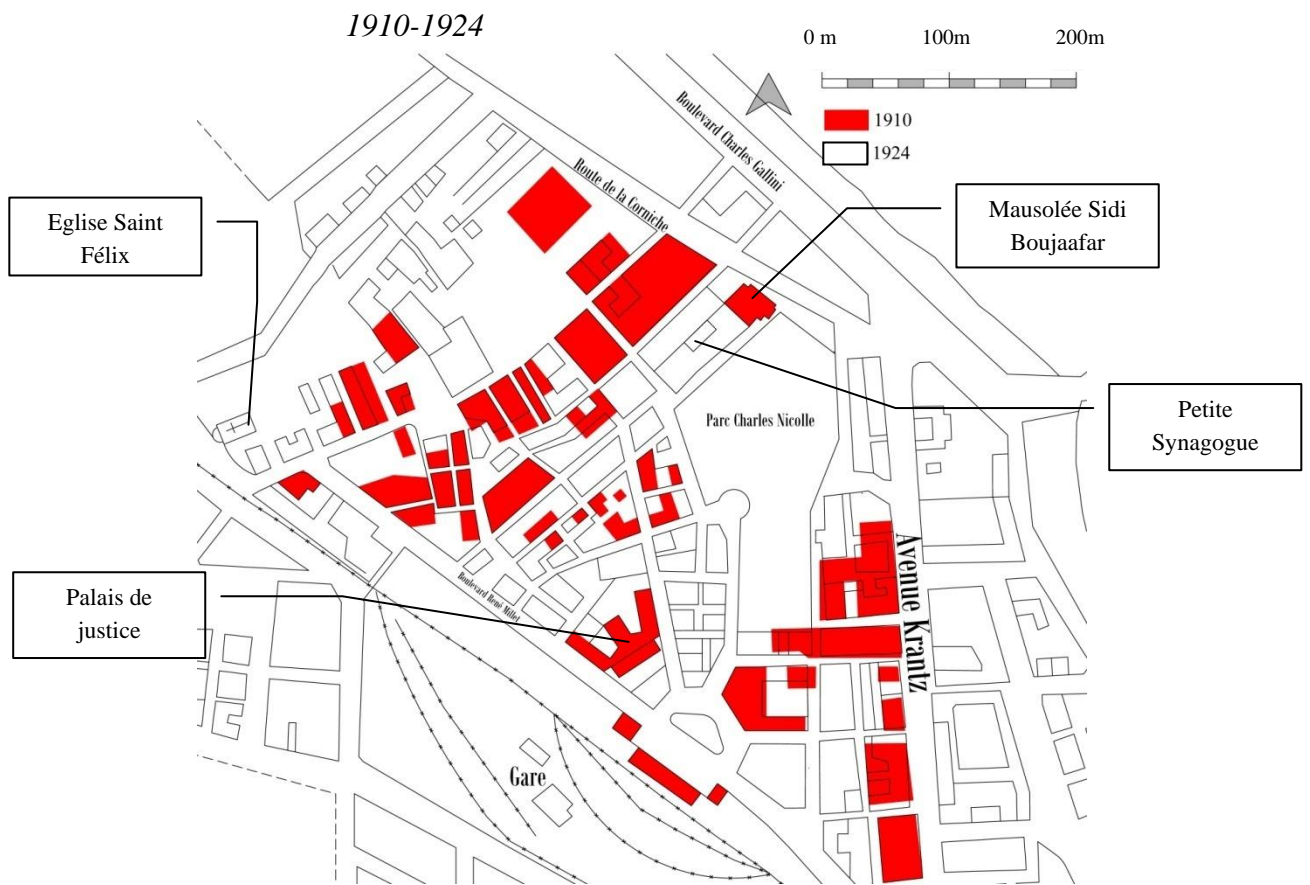 1910-1924
0 m 100m 200m
1910
1924
Boulevard Charles Gallini
Route de la Corniche
Eglise Saint
Félix
Mausolée Sidi
Boujaafar
Petite
Synagogue
Parc Charles Nicolle
Avenue Krantz
Boulevard René Millet
Palais de
justice
Gare